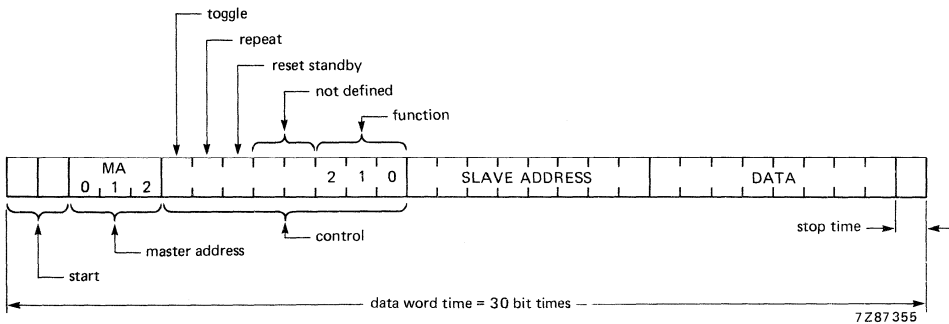 toggle
repeat
reset standby
not defined
function
MA
0 1 2
2 1 0
SLAVE ADDRESS
DATA
stop time
control
master address
start
data word time = 30 bit times
7Z87355